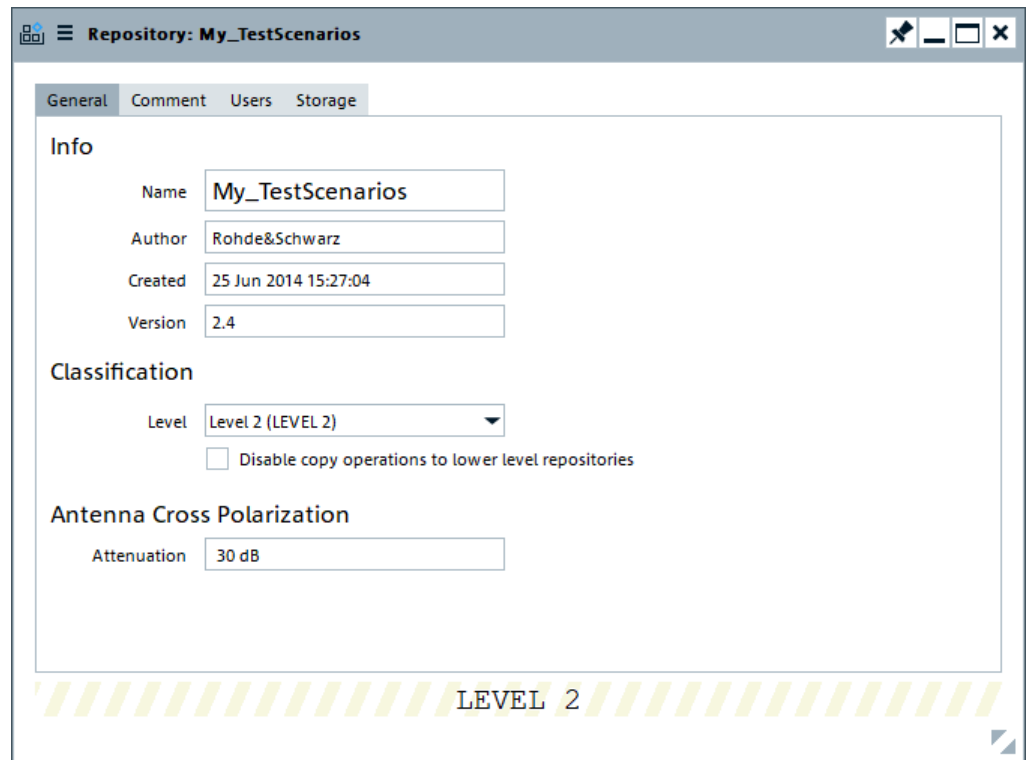 Repository: My_TestScenarios
General Comment Users Storage
Info
Name My_TestScenarios
Author Rohde&Schwarz
Created 25 Jun 2014 15:27:04
Version 2.4
Classification
Level Level 2 (LEVEL 2)
Disable copy operations to lower level repositories
Antenna Cross Polarization
Attenuation 30 dB
LEVEL 2